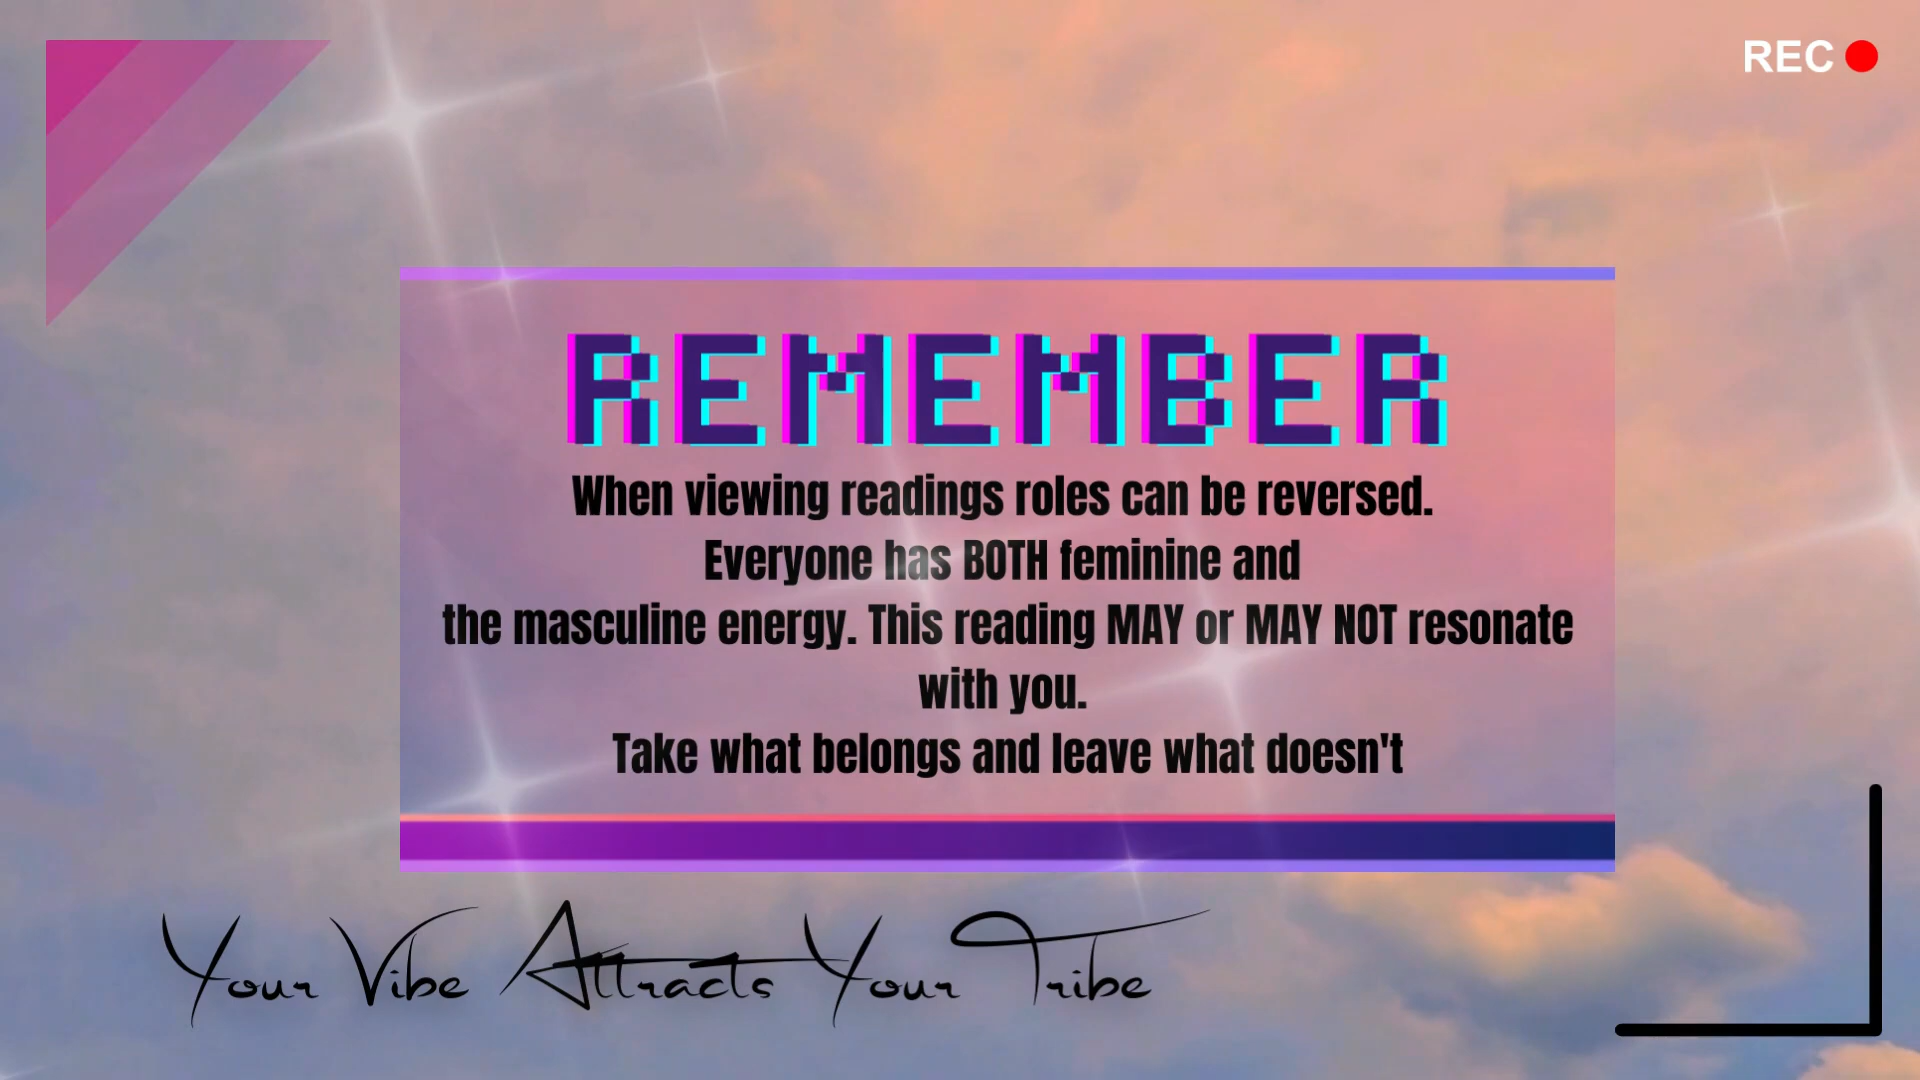 REC
REMEMBER
When viewing readings roles can be reversed.
Everyone has BOTH feminine and
the masculine energy. This reading MAY or MAY NOT resonate
with you.
Take what belongs and leave what doesn't
Your Vibe Attracts Your Tribe